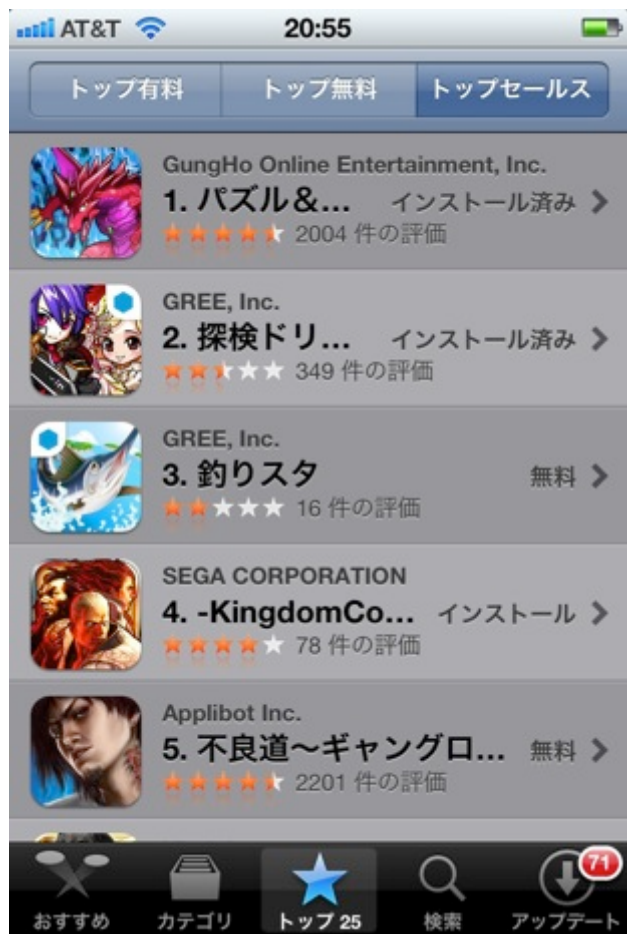 AT&T 20:55
トップ有料 トップ無料 トップセールス
GungHo Online Entertainment, Inc.
1. パズル&... インストール済み
2004 件の評価
GREE, Inc.
2. 探検ドリ... インストール済み
349 件の評価
GREE, Inc.
3. 釣りスタ 無料
16 件の評価
SEGA CORPORATION
4. -KingdomCo... インストール
78 件の評価
Applibot Inc.
5. 不良道~ギャングロ... 無料
2201 件の評価
71
おすすめ カテゴリ トップ 25 検索 アップデート